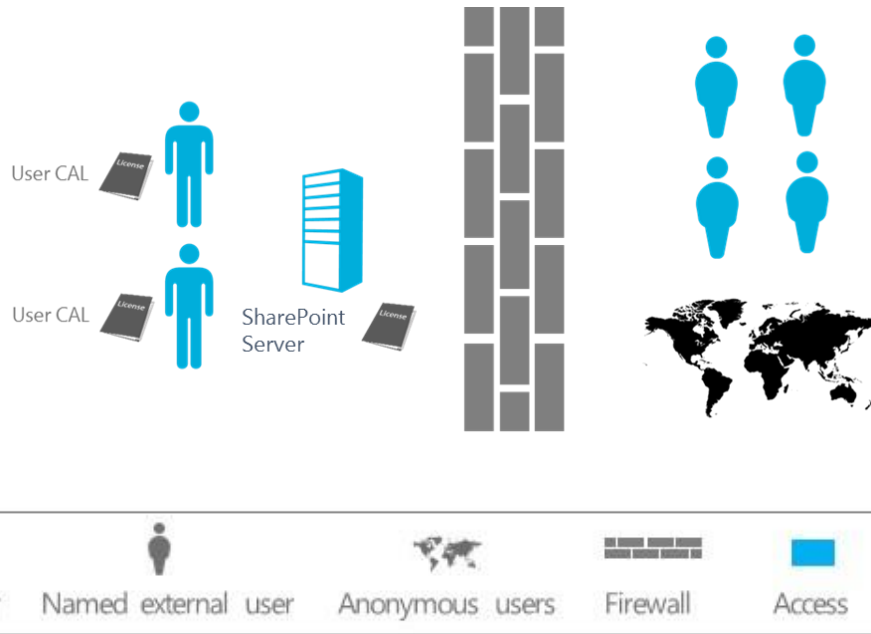 License
User CAL
License
User CAL
SharePoint
Server
License
Named external user
Anonymous users
Firewall
Access